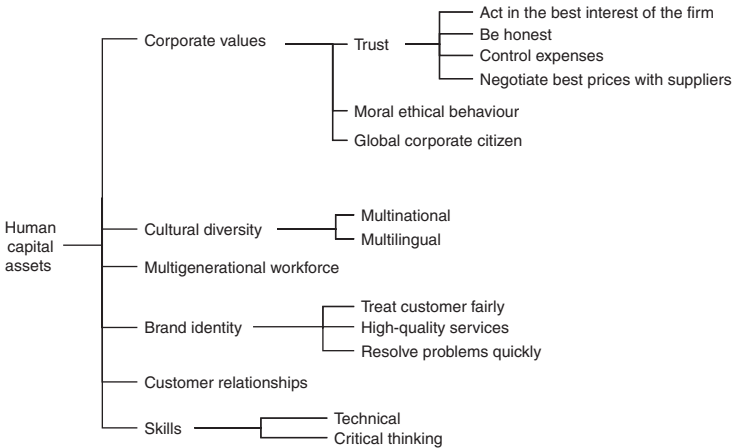 Human
capital
assets
Corporate values
Trust
Act in the best interest of the firm
Be honest
Control expenses
Negotiate best prices with suppliers
Moral ethical behaviour
Global corporate citizen
Cultural diversity
Multinational
Multilingual
Multigenerational workforce
Brand identity
Treat customer fairly
High-quality services
Resolve problems quickly
Customer relationships
Skills
Technical
Critical thinking